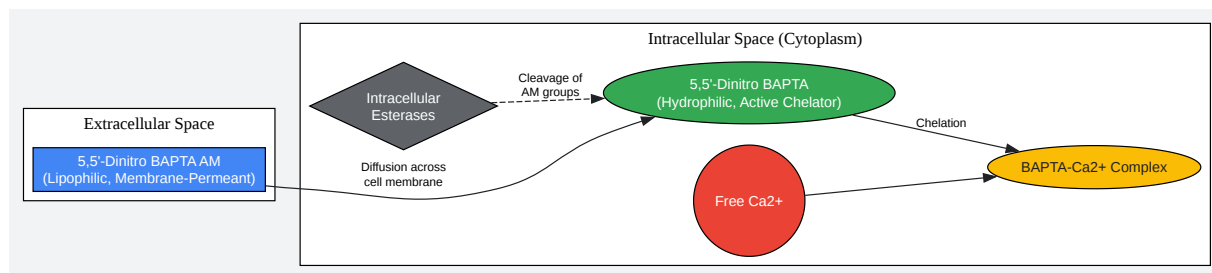 Extracellular Space
5,5'-Dinitro BAPTA AM
(Lipophilic, Membrane-Permeant)
Diffusion across
cell membrane
Intracellular Space (Cytoplasm)
Intracellular
Esterases
Cleavage of
AM groups
5,5'-Dinitro BAPTA
(Hydrophilic, Active Chelator)
Chelation
Free Ca2+
BAPTA-Ca2+ Complex